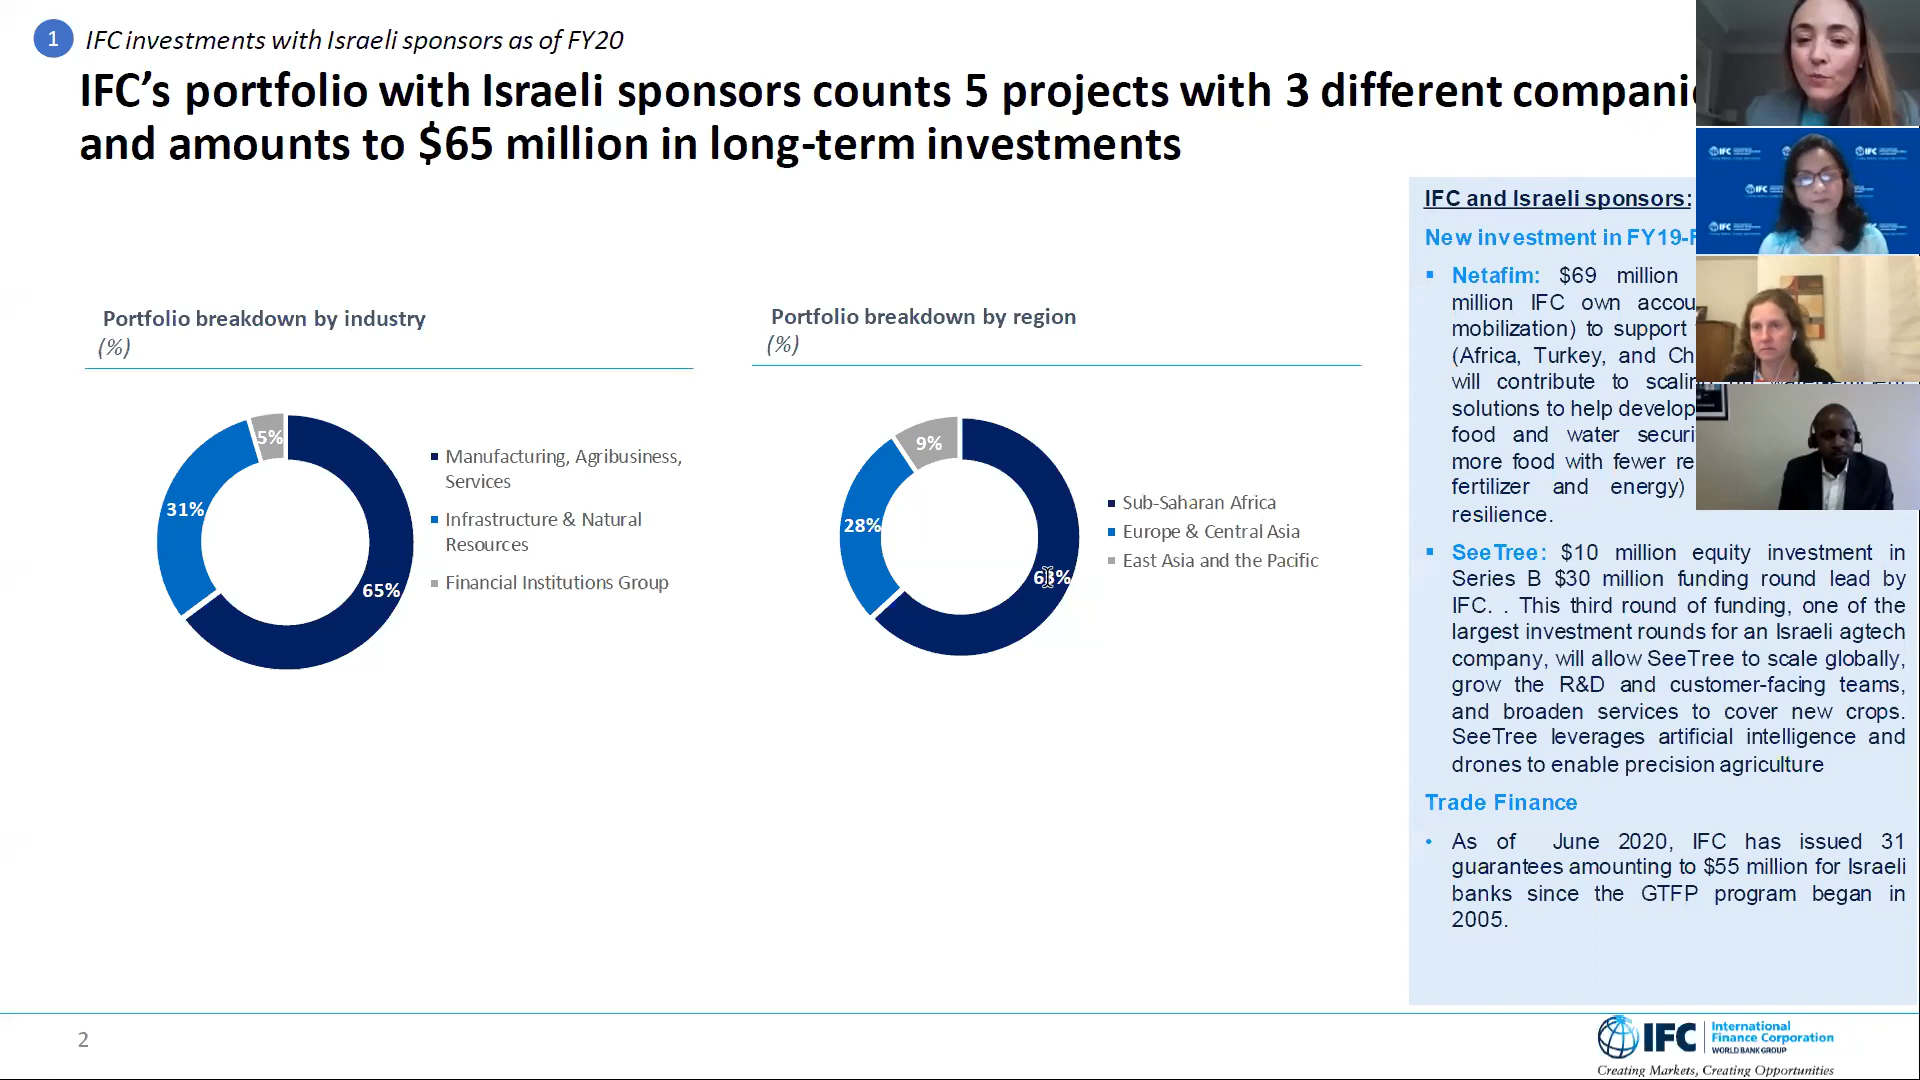 1
IFC investments with Israeli sponsors as of FY20
IFC's portfolio with Israeli sponsors counts 5 projects with 3 different
and amounts to $65 million in long-term investments
Portfolio breakdown by industry
(%)
5%
31%
65%
Manufacturing, Agribusiness,
Services
Infrastructure & Natural
Resources
Financial Institutions Group
Portfolio breakdown by region
(%)
9%
28%
63%
Sub-Saharan Africa
Europe & Central Asia
East Asia and the Pacific
IFC and Israeli sponsors:
New investment in
Netafim: $69 million
million IFC own
mobilization) to support
(Africa, Turkey, and
will contribute to
solutions to help
food and water
more food with fewer
fertilizer and energy)
resilience.
SeeTree: $10 million equity investment in
Series B $30 million funding round lead by
IFC. . This third round of funding, one of the
largest investment rounds for an Israeli agtech
company, will allow SeeTree to scale globally,
grow the R&D and customer-facing teams,
and broaden services to cover new crops.
SeeTree leverages artificial intelligence and
drones to enable precision agriculture
Trade Finance
As of June 2020, IFC has issued 31
guarantees amounting to $55 million for Israeli
banks since the GTFP program began in
2005.
2
IFC
International
Finance Corporation
WORLD BANK GROUP
Creating Markets, Creating Opportunities
IFC
IFC
IFC
IFC
IFC